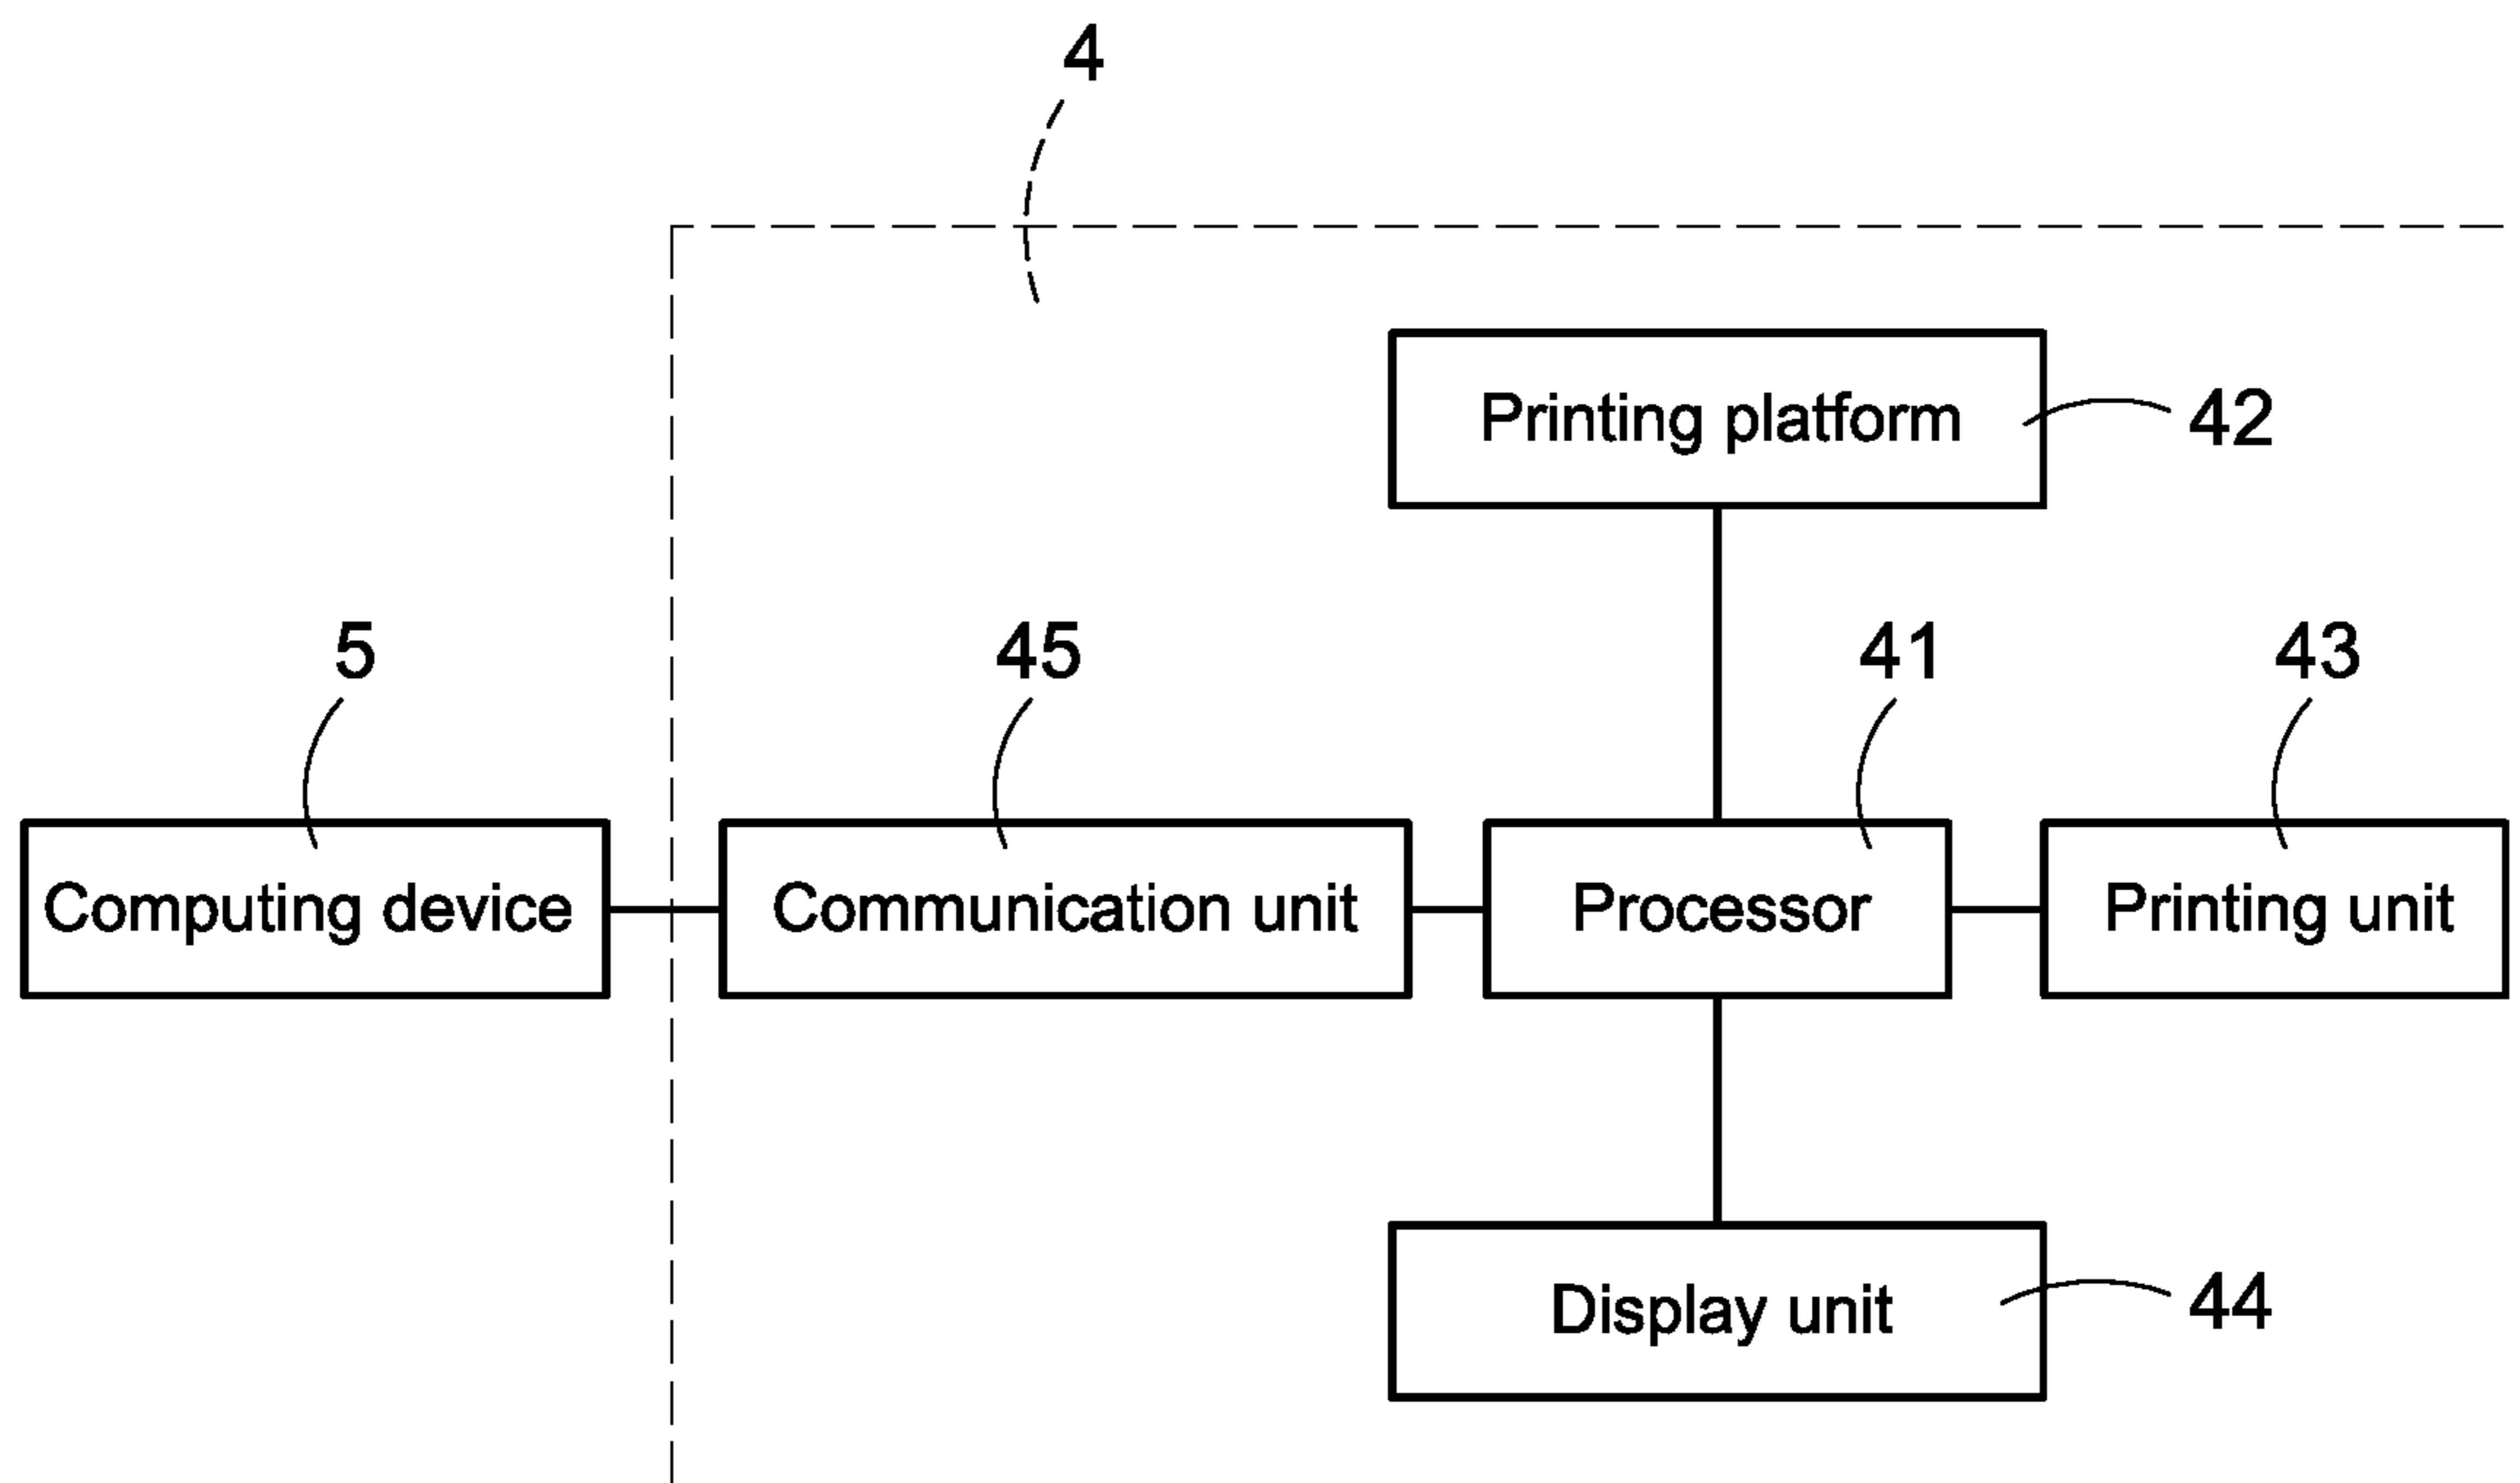 4
Printing platform
42
5
45
41
43
Computing device
Communication unit
Processor
Printing unit
Display unit
44